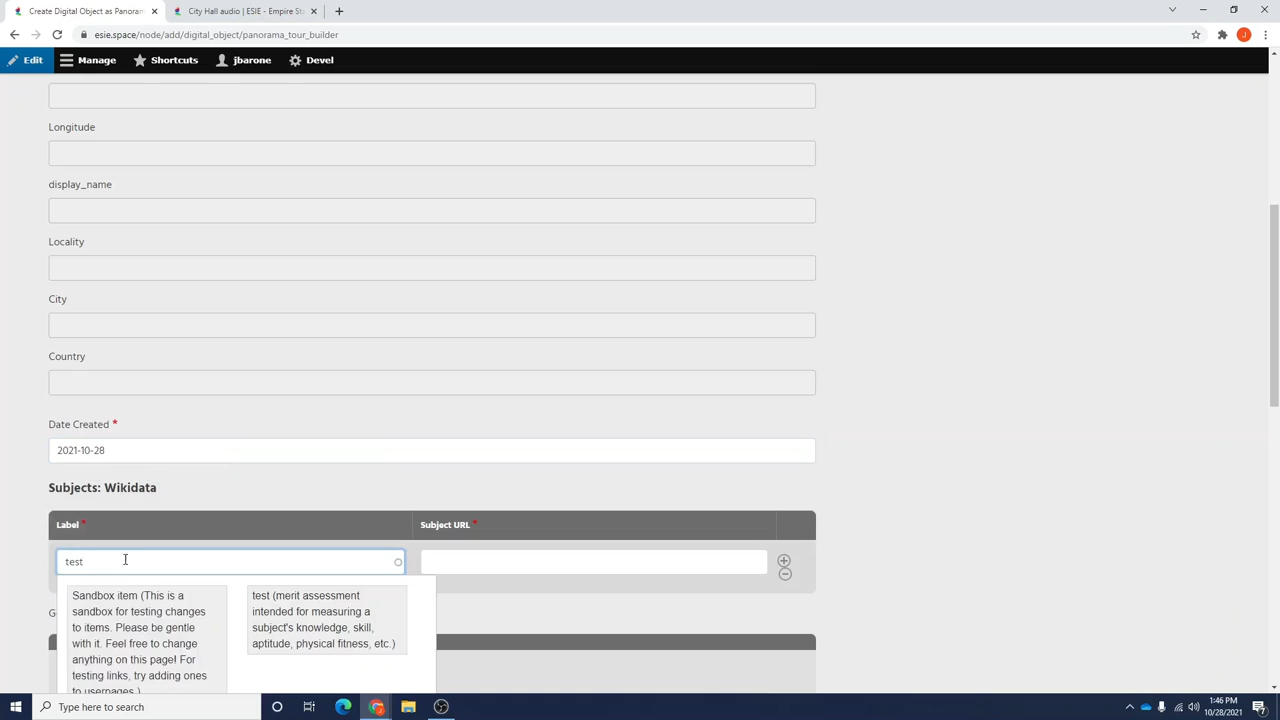 Create Digital Object as Panoram
City Hall audio | ESIE - Empire Sta
esie.space/node/add/digital_object/panorama_tour_builder
J
Edit
Manage
Shortcuts
jbarone
Devel
Longitude
display_name
Locality
City
Country
Date Created *
2021-10-28
Subjects: Wikidata
Label *
Subject URL *
test
Sandbox item (This is a
sandbox for testing changes
to items. Please be gentle
with it. Feel free to change
anything on this page! For
testing links, try adding ones
to userpages.)
test (merit assessment
intended for measuring a
subject's knowledge, skill,
aptitude, physical fitness, etc.)
Type here to search
1:46 PM
10/28/2021